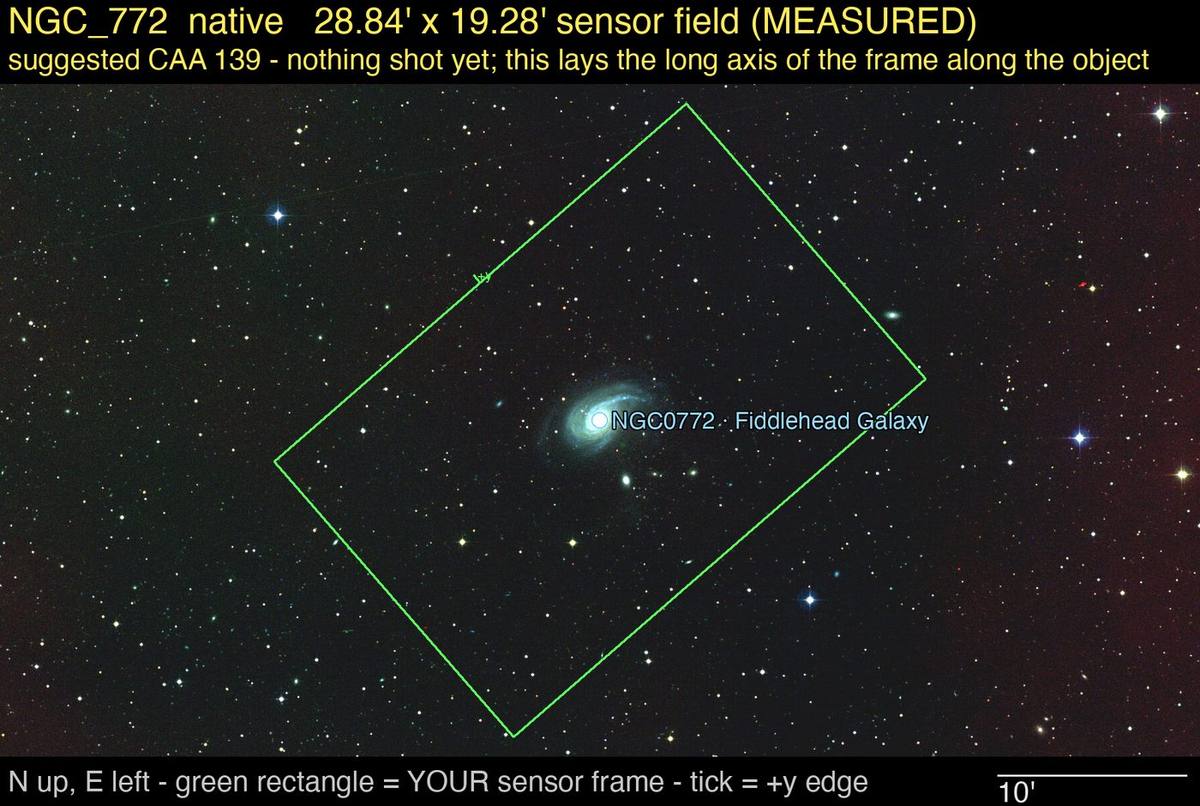 NGC_772 native 28.84' x 19.28' sensor field (MEASURED)
suggested CAA 139 - nothing shot yet; this lays the long axis of the frame along the object
+y
NGC0772 · Fiddlehead Galaxy
N up, E left - green rectangle = YOUR sensor frame - tick = +y edge
10'